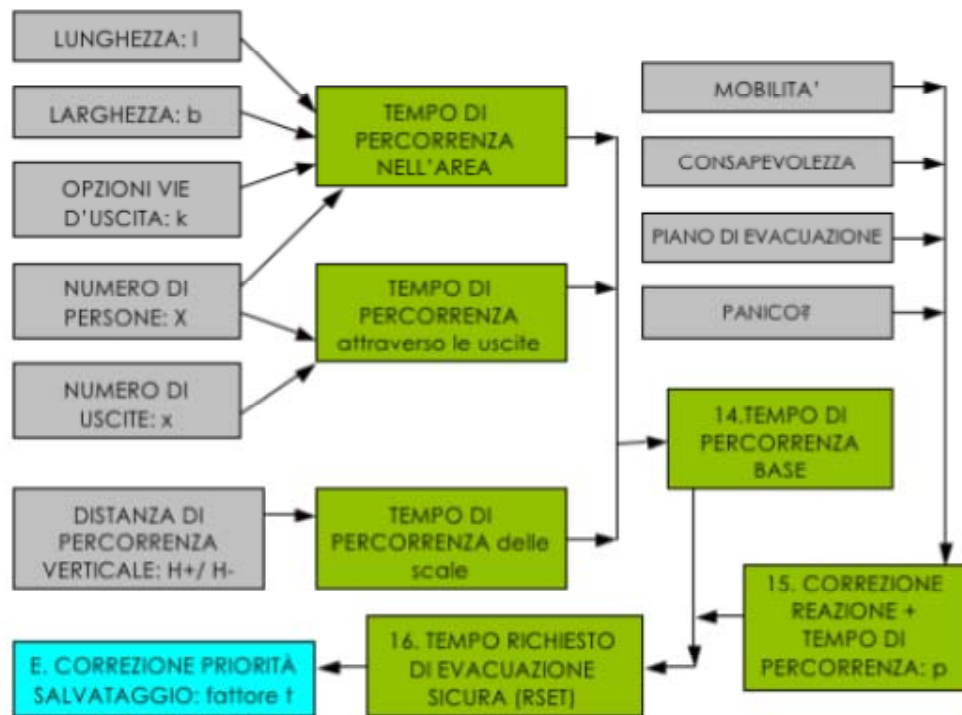 LUNGHEZZA: l
LARGHEZZA: b
OPZIONI VIE
D'USCITA: k
NUMERO DI
PERSONE: X
NUMERO DI
USCITE: x
DISTANZA DI
PERCORRENZA
VERTICALE: H+/ H-
TEMPO DI
PERCORRENZA
NELL'AREA
TEMPO DI
PERCORRENZA
attraverso le uscite
TEMPO DI
PERCORRENZA delle
scale
MOBILITA'
CONSAPEVOLEZZA
PIANO DI EVACUAZIONE
PANICO?
14.TEMPO DI
PERCORRENZA
BASE
15. CORREZIONE
REAZIONE +
TEMPO DI
PERCORRENZA: p
16. TEMPO RICHIESTO
DI EVACUAZIONE
SICURA (RSET)
E. CORREZIONE PRIORITÀ
SALVATAGGIO: fattore t